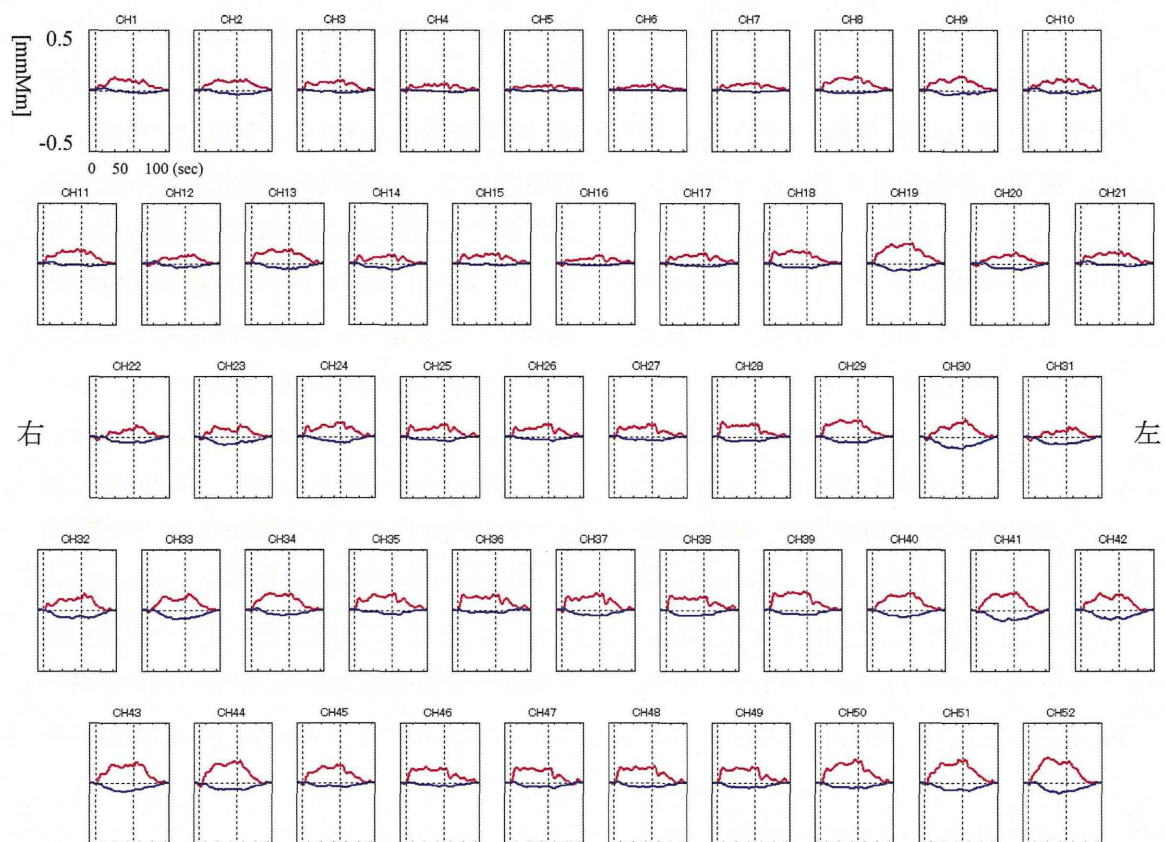 CH1 CH2 CH3 CH4 CH5 CH6 CH7 CH8 CH9 CH10
0.5
[mmMm]
-0.5
0 50 100 (sec)
CH11 CH12 CH13 CH14 CH15 CH16 CH17 CH18 CH19 CH20 CH21
CH22 CH23 CH24 CH25 CH26 CH27 CH28 CH29 CH30 CH31
右 左
CH32 CH33 CH34 CH35 CH36 CH37 CH38 CH39 CH40 CH41 CH42
CH43 CH44 CH45 CH46 CH47 CH48 CH49 CH50 CH51 CH52